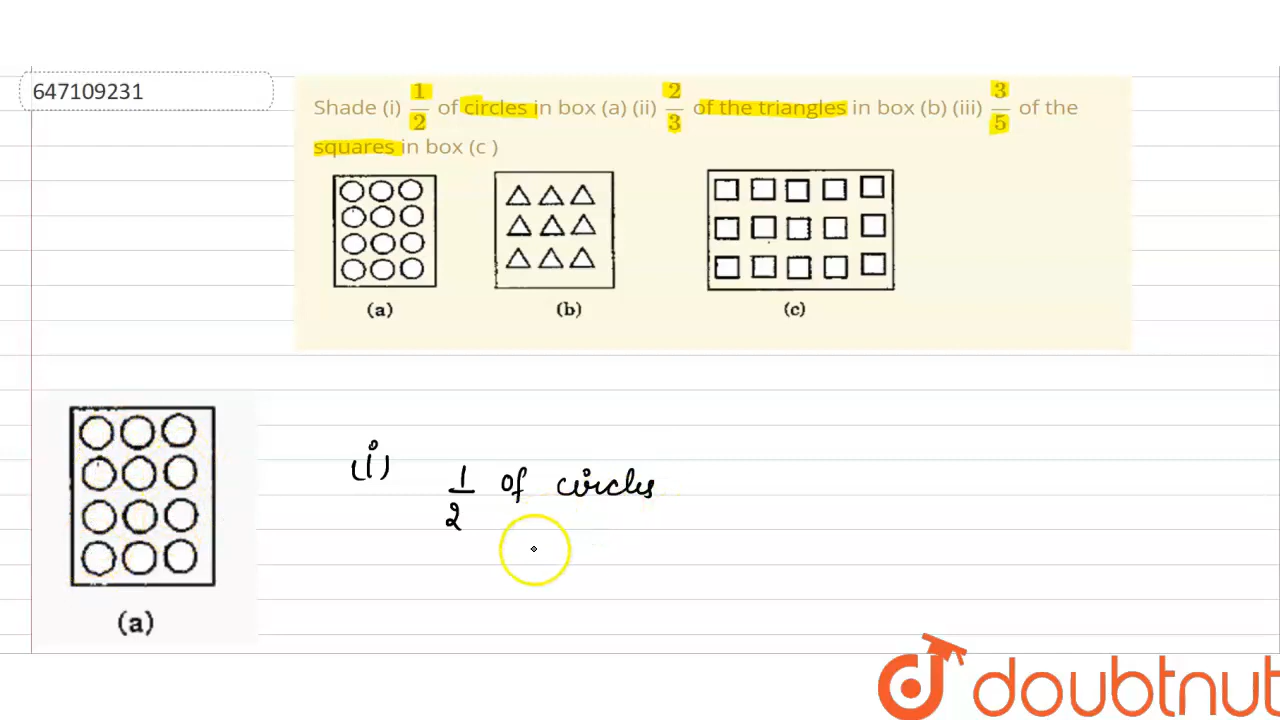 647109231
Shade (i) 1/2 of circles in box (a) (ii) 2/3 of the triangles in box (b) (iii) 3/5 of the
squares in box (c )
(a) (b) (c)
(i) 1/2 of circles
(a)
doubtnut